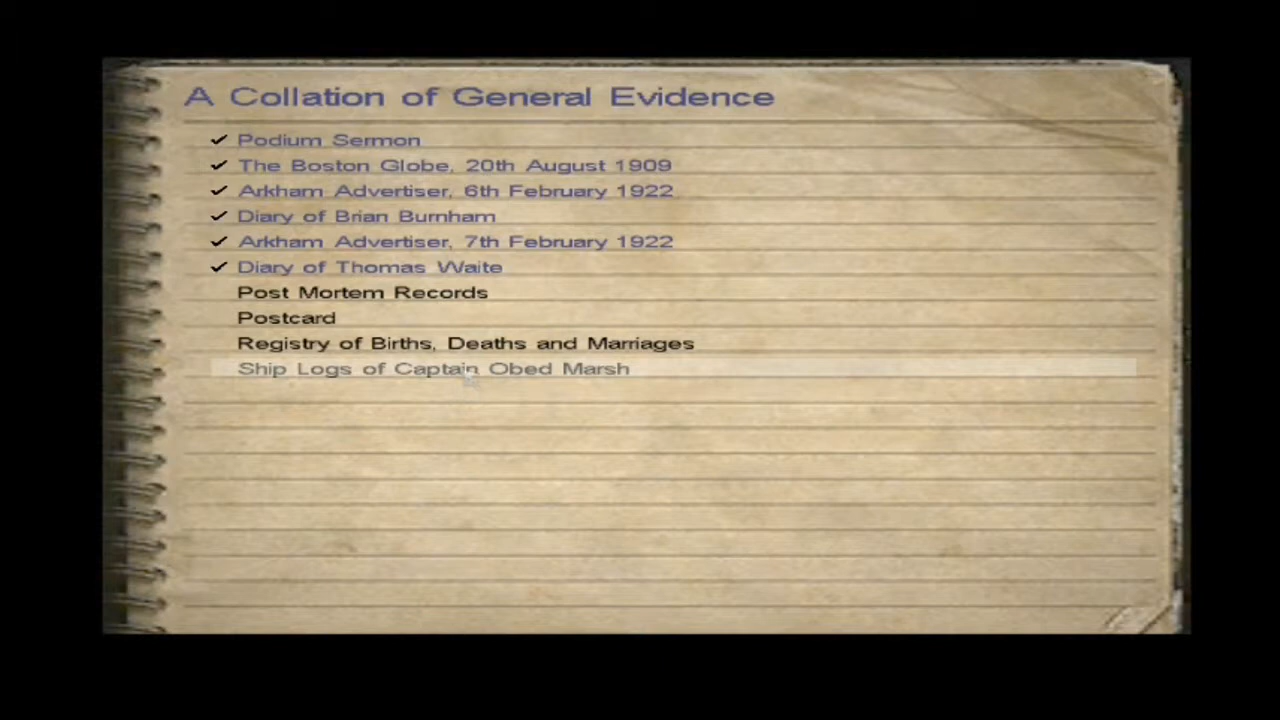 A Collation of General Evidence
✓ Podium Sermon
✓ The Boston Globe, 20th August 1909
✓ Arkham Advertiser, 6th February 1922
✓ Diary of Brian Burnham
✓ Arkham Advertiser, 7th February 1922
✓ Diary of Thomas Waite
Post Mortem Records
Postcard
Registry of Births, Deaths and Marriages
Ship Logs of Captain Obed Marsh